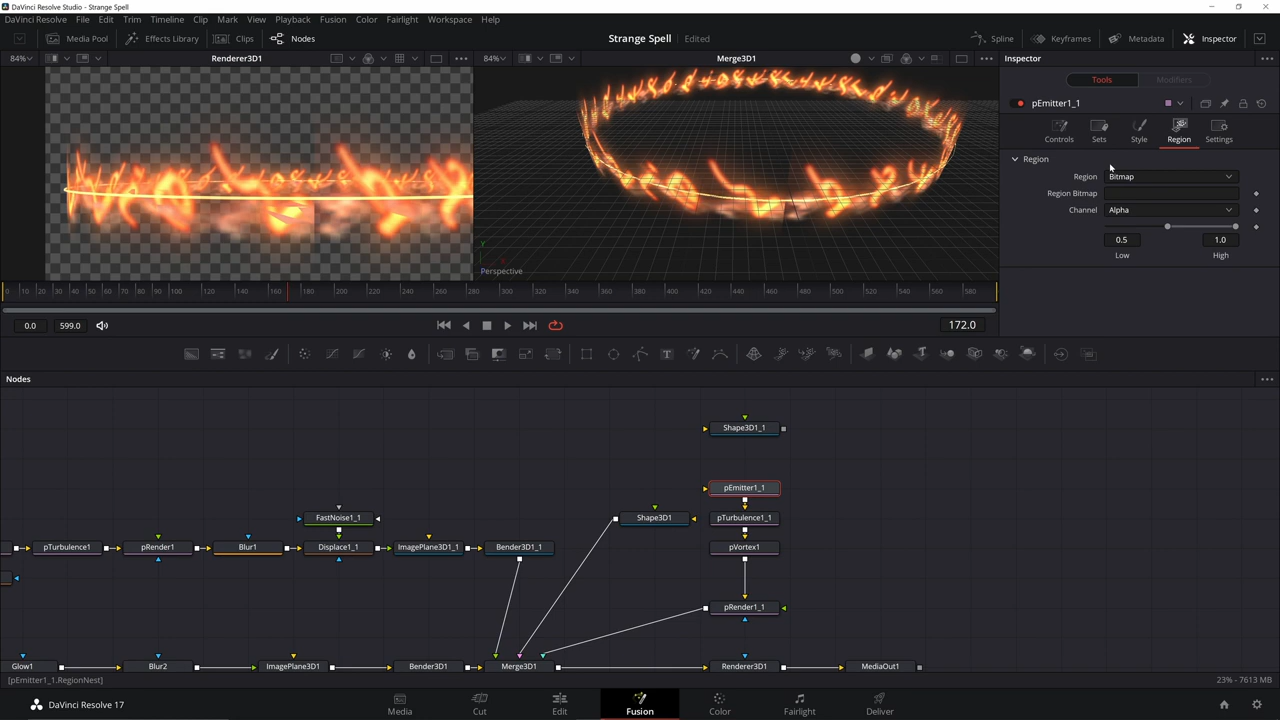 DaVinci Resolve Studio - Strange Spell
DaVinci Resolve File Edit Trim Timeline Clip Mark View Playback Fusion Color Fairlight Workspace Help
Media Pool Effects Library Clips Nodes Strange Spell Edited Spline Keyframes Metadata Inspector
84% Renderer3D1 84% Merge3D1 Inspector
Tools Modifiers
pEmitter1_1
Controls Sets Style Region Settings
Region
Region Bitmap
Region Bitmap
Channel Alpha
0.5 1.0
Low High
Perspective
0 10 20 30 40 50 60 70 80 90 100 120 140 160 180 200 220 240 260 280 300 320 340 360 380 400 420 440 460 480 500 520 540 560 580
0.0 599.0 172.0
Nodes
Shape3D1_1
pEmitter1_1
FastNoise1_1 Shape3D1 pTurbulence1_1
pTurbulence1 pRender1 Blur1 Displace1_1 ImagePlane3D1_1 Bender3D1_1 pVortex1
pRender1_1
Glow1 Blur2 ImagePlane3D1 Bender3D1 Merge3D1 Renderer3D1 MediaOut1
[pEmitter1_1.RegionNest] 23% - 7613 MB
DaVinci Resolve 17 Media Cut Edit Fusion Color Fairlight Deliver